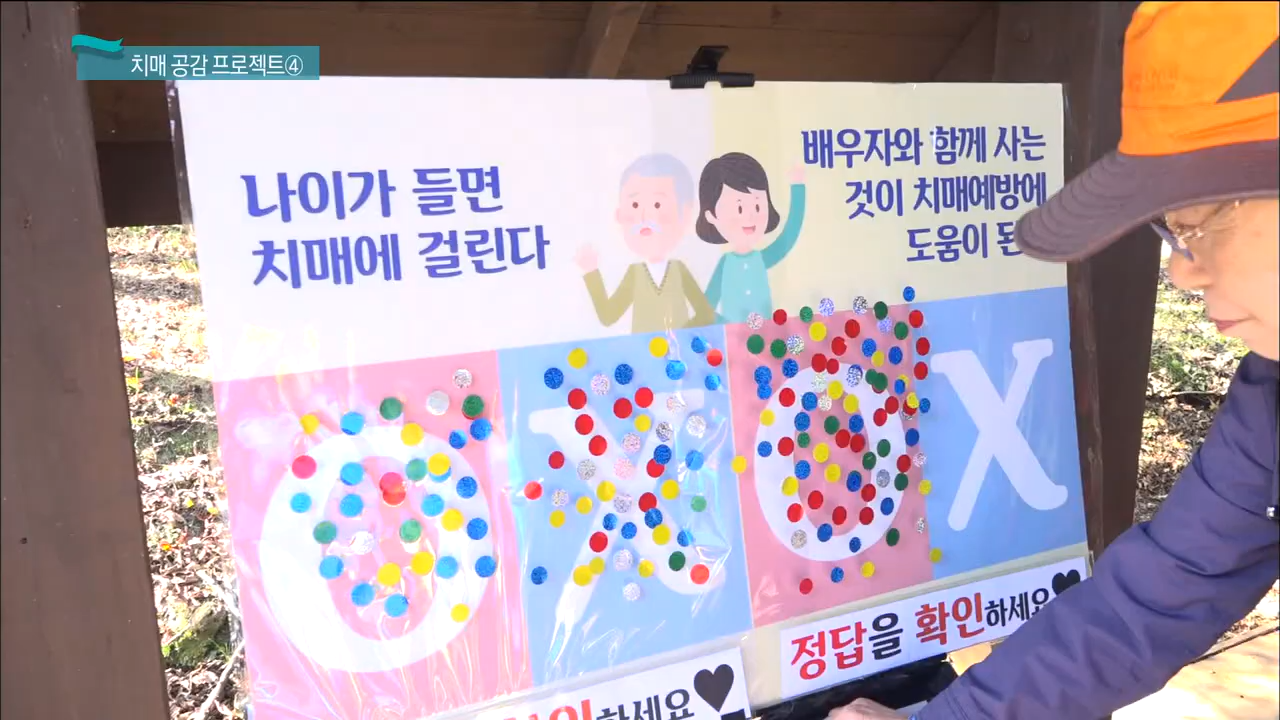 치매 공감 프로젝트④
나이가 들면
치매에 걸린다
배우자와 함께 사는
것이 치매예방에
도움이
O X
O X
정답을 확인하세요♥
하세요♥